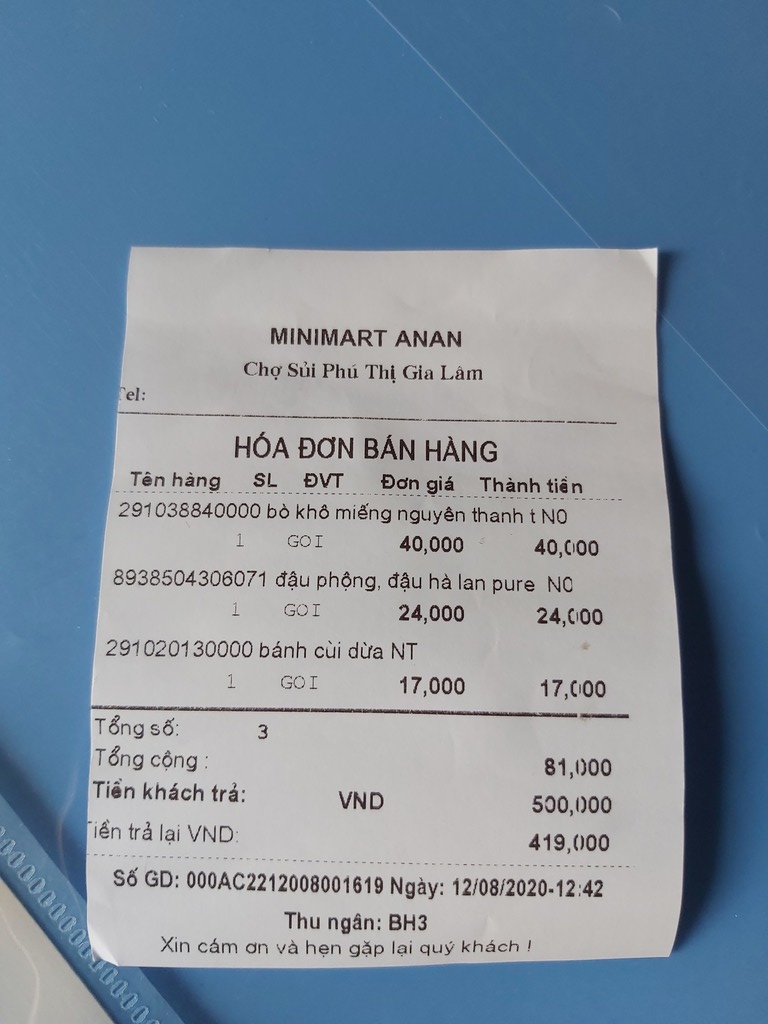 MINIMART ANAN
Chợ Sủi Phú Thị Gia Lâm
Tel:
HÓA ĐƠN BÁN HÀNG
Tên hàng SL ĐVT Đơn giá Thành tiền
291038840000 bò khô miếng nguyên thanh t N0
1 GOI 40,000 40,000
8938504306071 đậu phộng, đậu hà lan pure N0
1 GOI 24,000 24,000
291020130000 bánh cùi dừa NT
1 GOI 17,000 17,000
Tổng số: 3
Tổng cộng : 81,000
Tiền khách trả: VND 500,000
Tiền trả lại VND: 419,000
Số GD: 000AC2212008001619 Ngày: 12/08/2020-12:42
Thu ngân: BH3
Xin cám ơn và hẹn gặp lại quý khách !